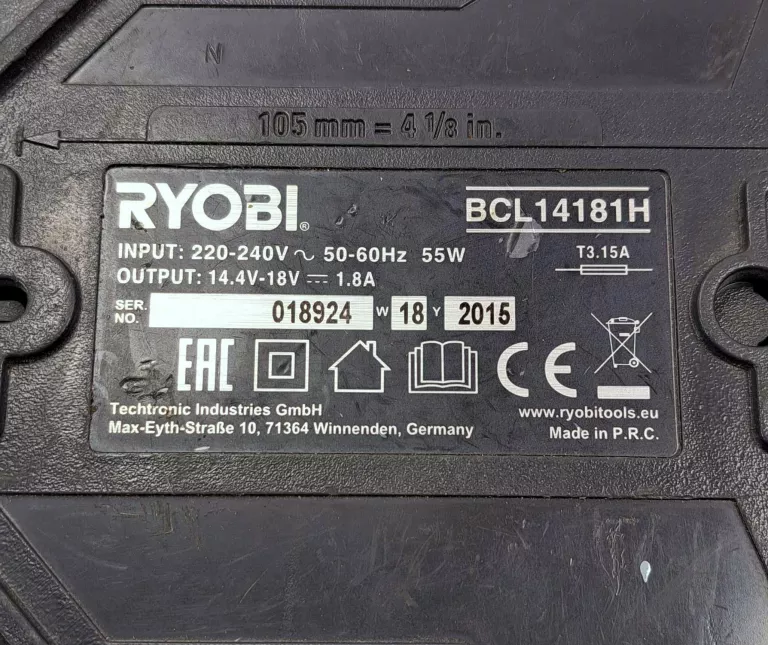 N
105 mm = 4 1/8 in.
RYOBI®
BCL14181H
INPUT: 220-240V ~ 50-60Hz 55W
OUTPUT: 14.4V-18V ⎓ 1.8A
T3.15A
SER. NO. 018924 W 18 Y 2015
EAC CE
Techtronic Industries GmbH
Max-Eyth-Straße 10, 71364 Winnenden, Germany
www.ryobitools.eu
Made in P.R.C.